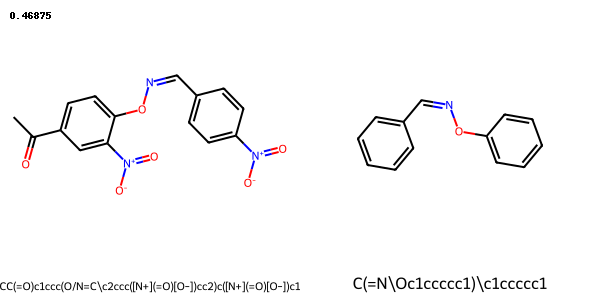 0.46875
N
O
N+
O
O-
O
N+
O
O-
N
O
CC(=O)c1ccc(O/N=C\c2ccc([N+](=O)[O-])cc2)c([N+](=O)[O-])c1
C(=N\Oc1ccccc1)\c1ccccc1